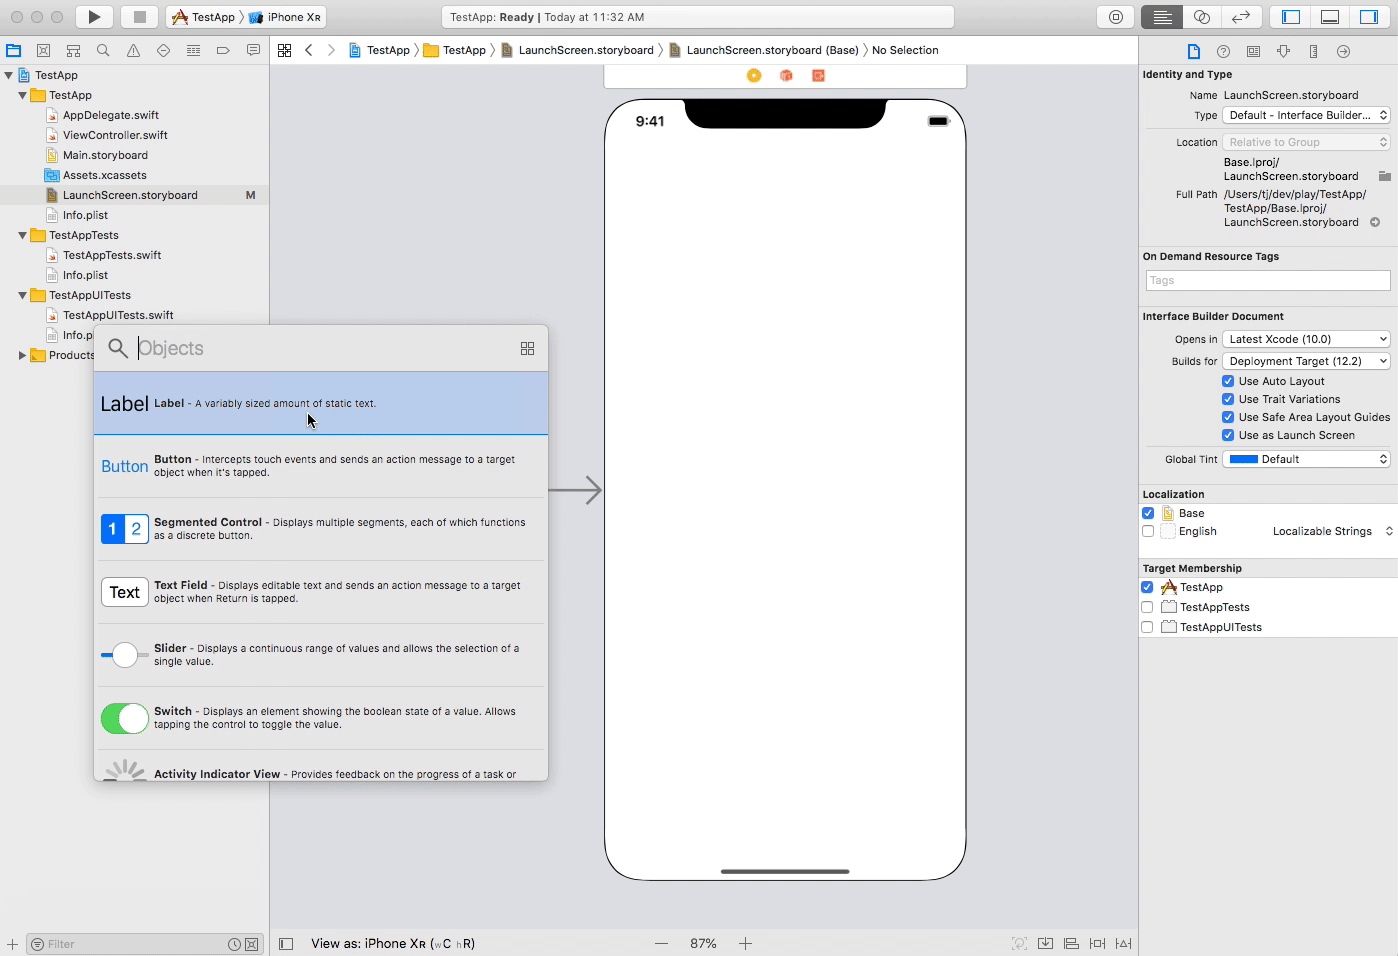 TestApp iPhone XR
TestApp: Ready | Today at 11:32 AM
TestApp TestApp LaunchScreen.storyboard LaunchScreen.storyboard (Base) No Selection
TestApp
TestApp
AppDelegate.swift
ViewController.swift
Main.storyboard
Assets.xcassets
LaunchScreen.storyboard M
Info.plist
TestAppTests
TestAppTests.swift
Info.plist
TestAppUITests
TestAppUITests.swift
Info.p
Products
Objects
Label Label - A variably sized amount of static text.
Button Button - Intercepts touch events and sends an action message to a target
object when it's tapped.
1 2 Segmented Control - Displays multiple segments, each of which functions
as a discrete button.
Text Text Field - Displays editable text and sends an action message to a target
object when Return is tapped.
Slider - Displays a continuous range of values and allows the selection of a
single value.
Switch - Displays an element showing the boolean state of a value. Allows
tapping the control to toggle the value.
Activity Indicator View - Provides feedback on the progress of a task or
9:41
Identity and Type
Name LaunchScreen.storyboard
Type Default - Interface Builder...
Location Relative to Group
Base.lproj/
LaunchScreen.storyboard
Full Path /Users/tj/dev/play/TestApp/
TestApp/Base.lproj/
LaunchScreen.storyboard
On Demand Resource Tags
Tags
Interface Builder Document
Opens in Latest Xcode (10.0)
Builds for Deployment Target (12.2)
Use Auto Layout
Use Trait Variations
Use Safe Area Layout Guides
Use as Launch Screen
Global Tint Default
Localization
Base
English Localizable Strings
Target Membership
TestApp
TestAppTests
TestAppUITests
Filter
View as: iPhone XR (wC hR) 87%